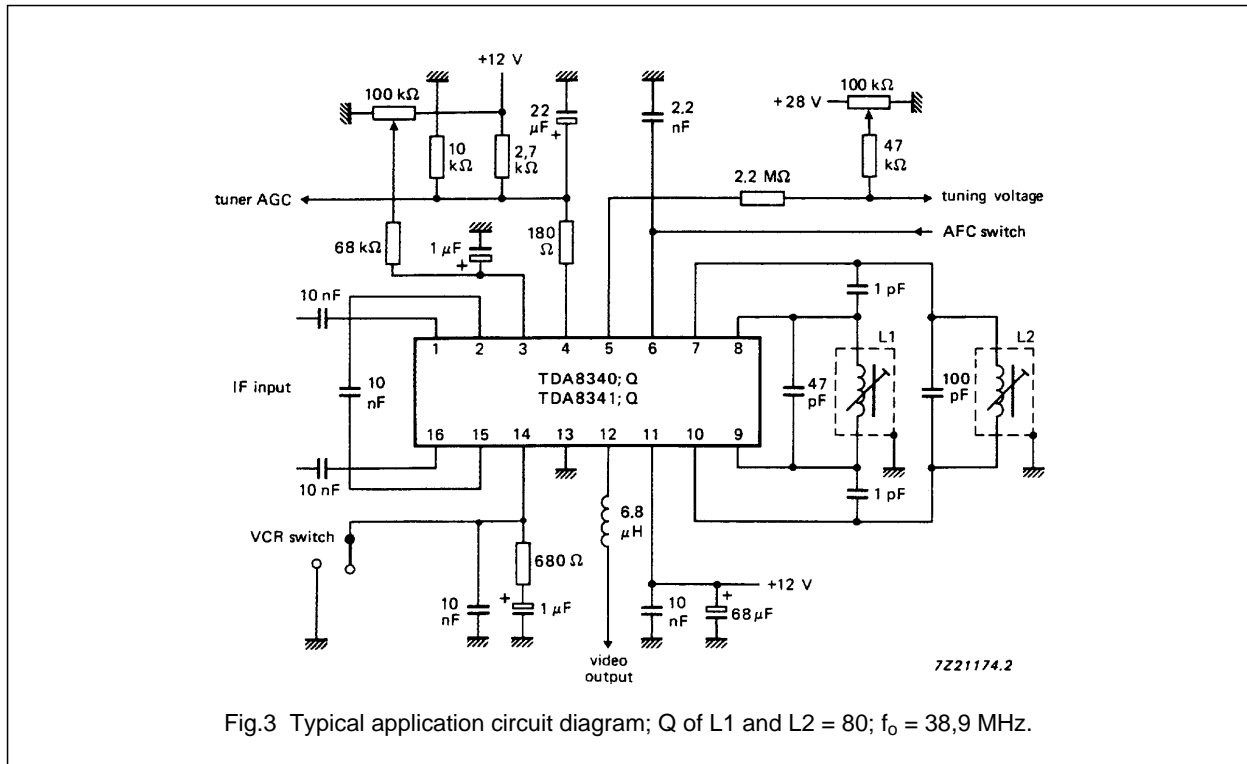 +12 V
100 kΩ
22 µF
+
2,2 nF
+28 V
100 kΩ
10 kΩ
2,7 kΩ
47 kΩ
2,2 MΩ
tuner AGC
tuning voltage
AFC switch
68 kΩ
1 µF
+
180 Ω
10 nF
1 pF
1 2 3 4 5 6 7 8
L1
L2
IF input
10 nF
TDA8340; Q
TDA8341; Q
47 pF
100 pF
16 15 14 13 12 11 10 9
10 nF
1 pF
VCR switch
6.8 µH
680 Ω
+12 V
10 nF
+
1 µF
10 nF
+
68 µF
video output
7Z21174.2
Fig.3 Typical application circuit diagram; Q of L1 and L2 = 80; fo = 38,9 MHz.